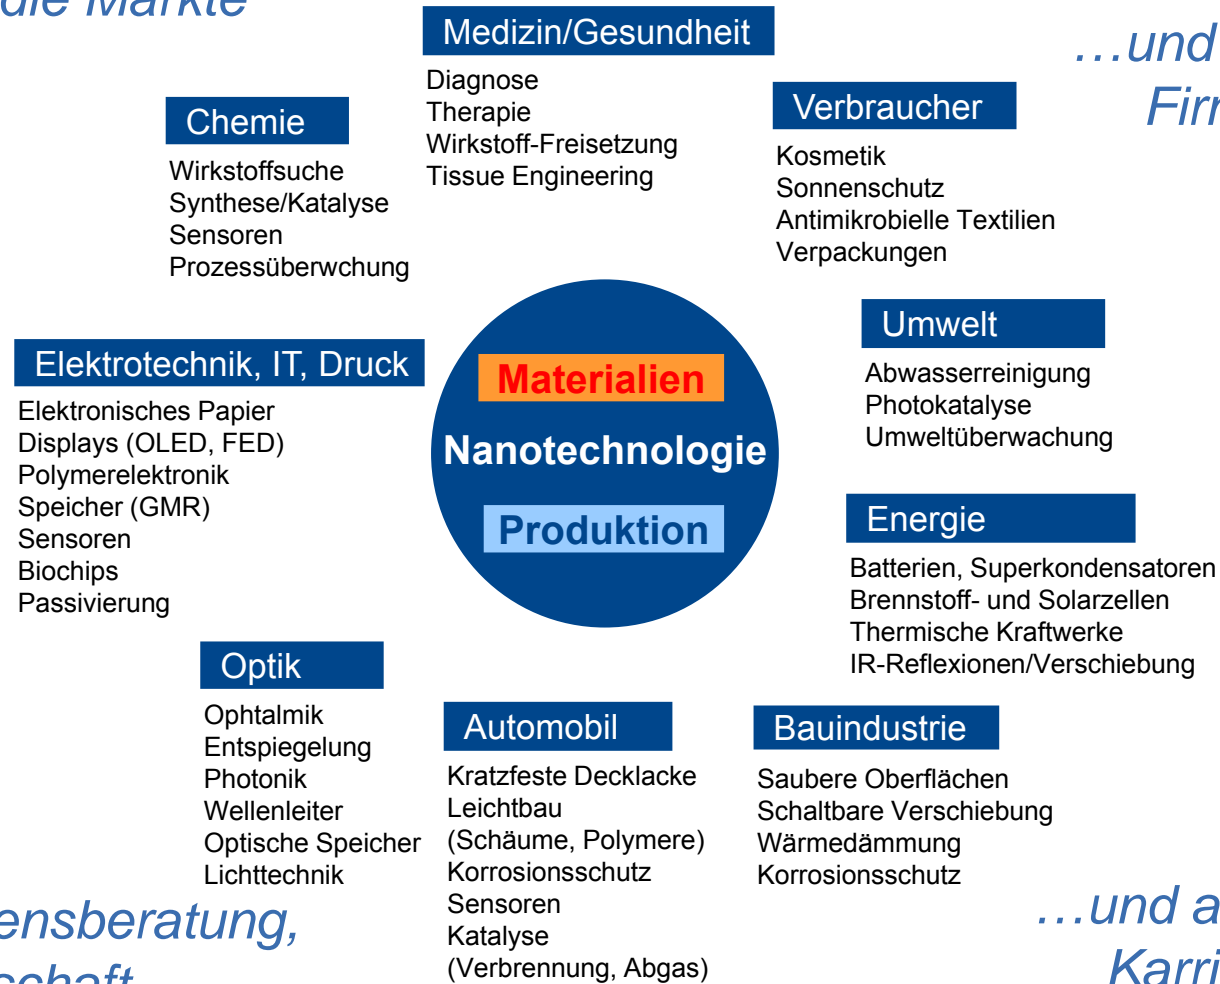 die Märkte
…und
Medizin/Gesundheit
Diagnose
Therapie
Wirkstoff-Freisetzung
Tissue Engineering
Chemie
Wirkstoffsuche
Synthese/Katalyse
Sensoren
Prozessüberwchung
Verbraucher
Kosmetik
Sonnenschutz
Antimikrobielle Textilien
Verpackungen
Umwelt
Abwasserreinigung
Photokatalyse
Umweltüberwachung
Elektrotechnik, IT, Druck
Elektronisches Papier
Displays (OLED, FED)
Polymerelektronik
Speicher (GMR)
Sensoren
Biochips
Passivierung
Materialien
Nanotechnologie
Produktion
Energie
Batterien, Superkondensatoren
Brennstoff- und Solarzellen
Thermische Kraftwerke
IR-Reflexionen/Verschiebung
Optik
Ophtalmik
Entspiegelung
Photonik
Wellenleiter
Optische Speicher
Lichttechnik
Automobil
Kratzfeste Decklacke
Leichtbau
(Schäume, Polymere)
Korrosionsschutz
Sensoren
Katalyse
(Verbrennung, Abgas)
Bauindustrie
Saubere Oberflächen
Schaltbare Verschiebung
Wärmedämmung
Korrosionsschutz
ensberatung,
…und